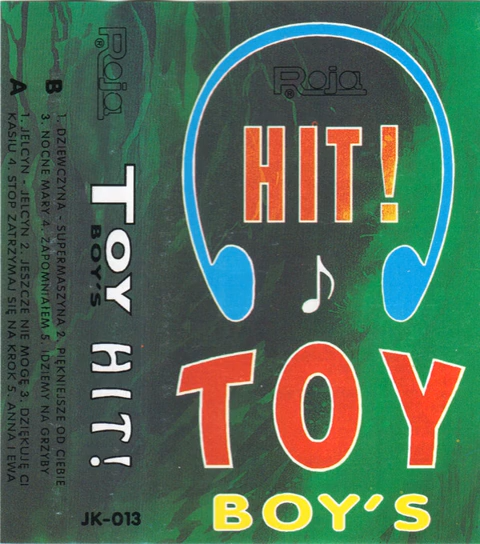 Roja
®
HIT!
TOY
BOY'S
Roja
®
TOY HIT!
BOY'S
JK-013
A 1. JELCYN - JELCYN 2. JESZCZE NIE MOGĘ 3. DZIĘKUJĘ CI
KASIU 4. STOP ZATRZYMAJ SIĘ NA KROK 5. ANNA I EWA
B 1. DZIEWCZYNA - SUPERMASZYNA 2. PIĘKNIEJSZE OD CIEBIE
3. NOCNE MARY 4. ZAPOMNIAŁEM 5. IDZIEMY NA GRZYBY